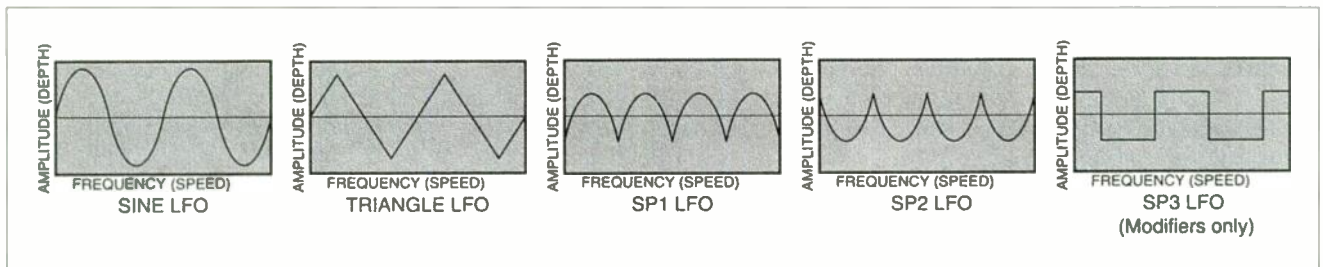 AMPLITUDE (DEPTH)
FREQUENCY (SPEED)
SINE LFO
AMPLITUDE (DEPTH)
FREQUENCY (SPEED)
TRIANGLE LFO
AMPLITUDE (DEPTH)
FREQUENCY (SPEED)
SP1 LFO
AMPLITUDE (DEPTH)
FREQUENCY (SPEED)
SP2 LFO
AMPLITUDE (DEPTH)
FREQUENCY (SPEED)
SP3 LFO
(Modifiers only)